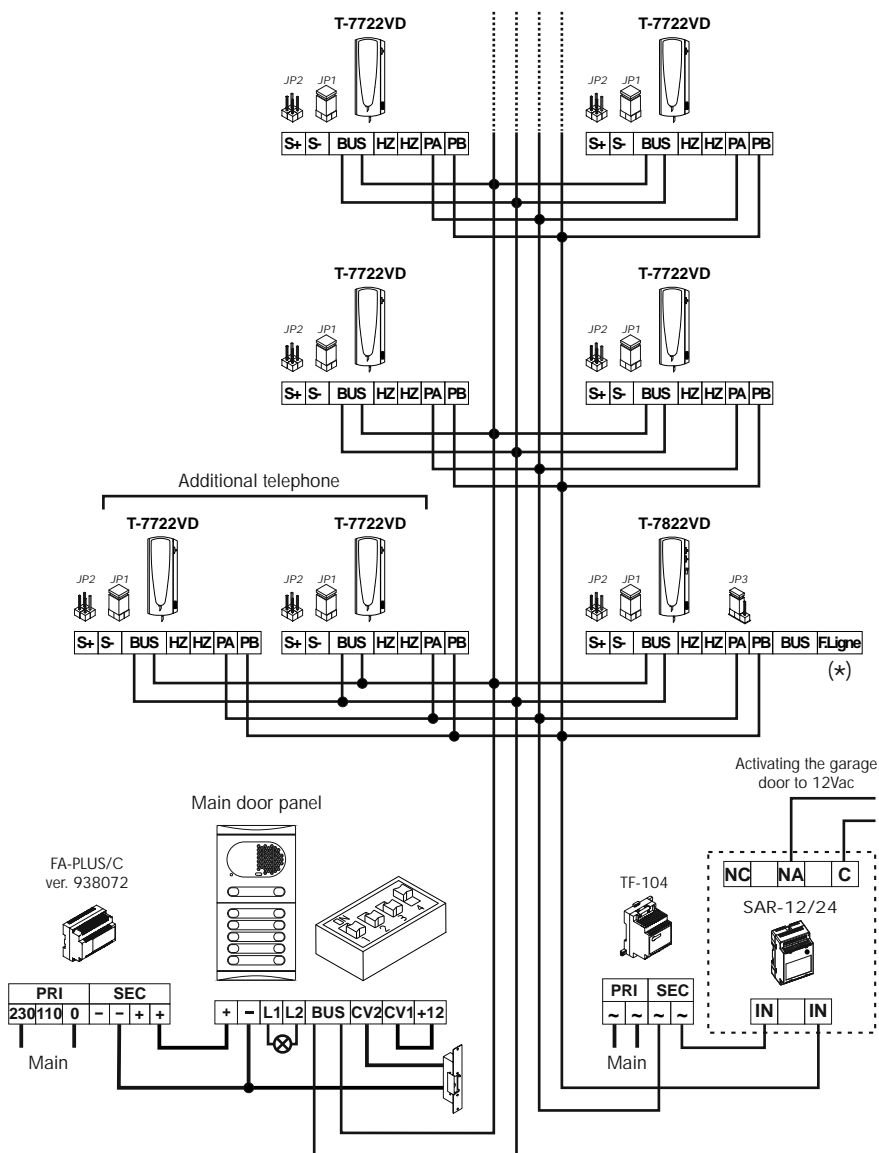 T-7722VD T-7722VD
JP2 JP1 JP2 JP1
S+ S- BUS HZ HZ PA PB S+ S- BUS HZ HZ PA PB
T-7722VD T-7722VD
JP2 JP1 JP2 JP1
S+ S- BUS HZ HZ PA PB S+ S- BUS HZ HZ PA PB
Additional telephone
T-7722VD T-7722VD T-7822VD
JP2 JP1 JP2 JP1 JP2 JP1 JP3
S+ S- BUS HZ HZ PA PB S+ S- BUS HZ HZ PA PB S+ S- BUS HZ HZ PA PB BUS F.Ligne
(*)
Activating the garage
door to 12Vac
Main door panel
FA-PLUS/C
ver. 938072
ON
1 2 3 4
TF-104
NC NA C
SAR-12/24
PRI SEC
230 110 0 – – + +
Main
+ – L1 L2 BUS CV2 CV1 +12
PRI SEC
~ ~ ~ ~
Main
IN IN